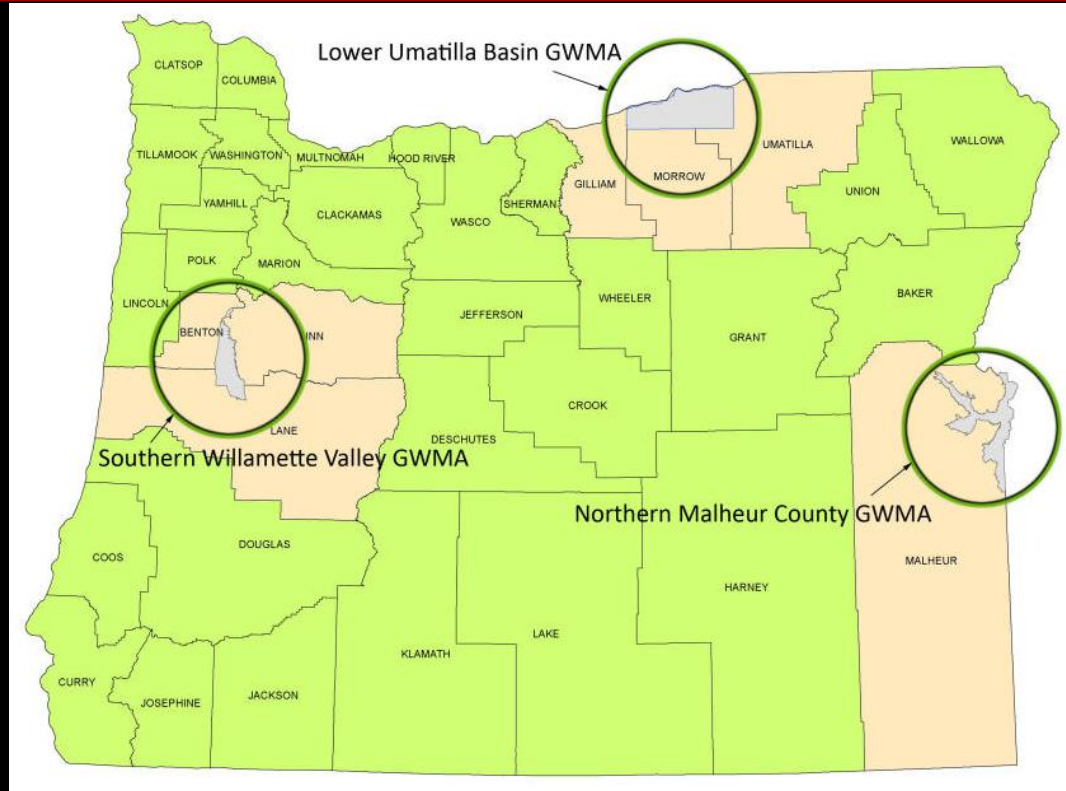 Lower Umatilla Basin GWMA
CLATSOP
COLUMBIA
TILLAMOOK
WASHINGTON
MULTNOMAH
HOOD RIVER
WALLOWA
UMATILLA
MORROW
GILLIAM
UNION
SHERMAN
YAMHILL
CLACKAMAS
WASCO
POLK
MARION
BAKER
LINCOLN
WHEELER
JEFFERSON
BENTON
INN
GRANT
CROOK
LANE
DESCHUTES
Southern Willamette Valley GWMA
Northern Malheur County GWMA
DOUGLAS
COOS
MALHEUR
HARNEY
LAKE
KLAMATH
CURRY
JOSEPHINE
JACKSON